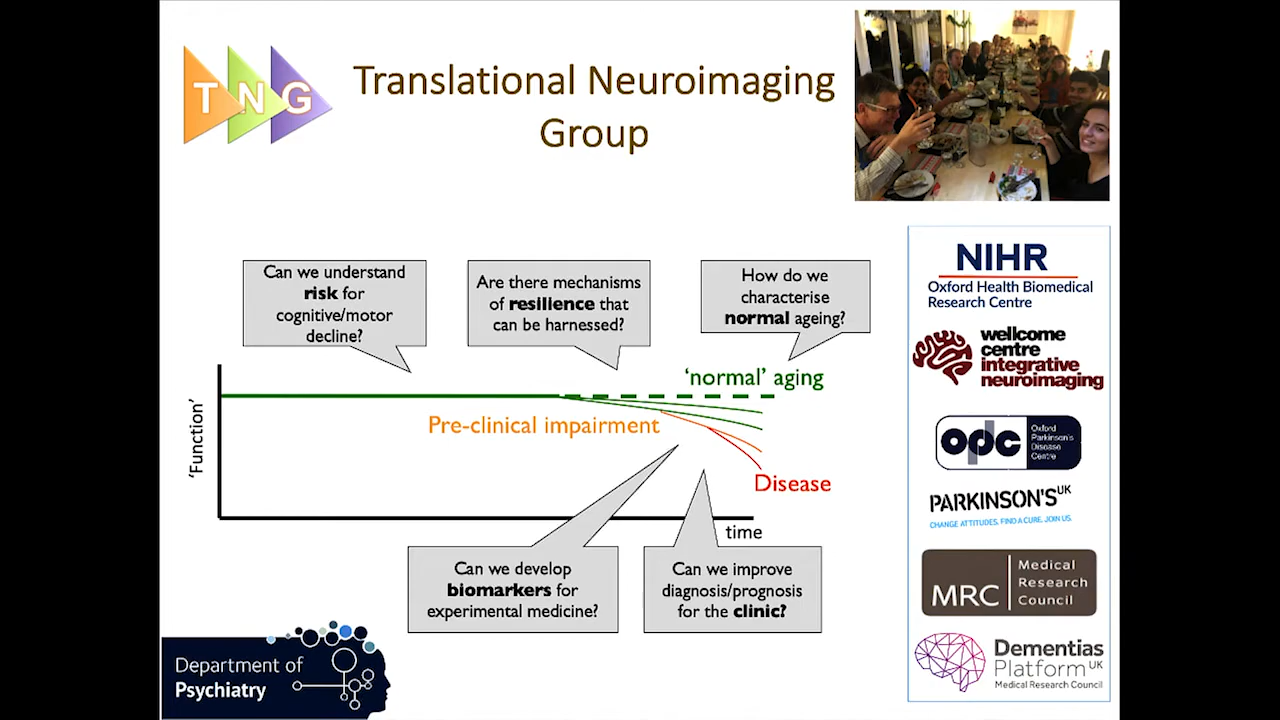 TNG
Translational Neuroimaging
Group
Can we understand
risk for
cognitive/motor
decline?
Are there mechanisms
of resilience that
can be harnessed?
How do we
characterise
normal ageing?
'normal' aging
Pre-clinical impairment
'Function'
Disease
time
Can we develop
biomarkers for
experimental medicine?
Can we improve
diagnosis/prognosis
for the clinic?
Department of
Psychiatry
NIHR
Oxford Health Biomedical
Research Centre
wellcome
centre
integrative
neuroimaging
opdc
Oxford
Parkinson's
Disease
Centre
PARKINSON'S UK
CHANGE ATTITUDES. FIND A CURE. JOIN US.
MRC
Medical
Research
Council
Dementias
Platform UK
Medical Research Council